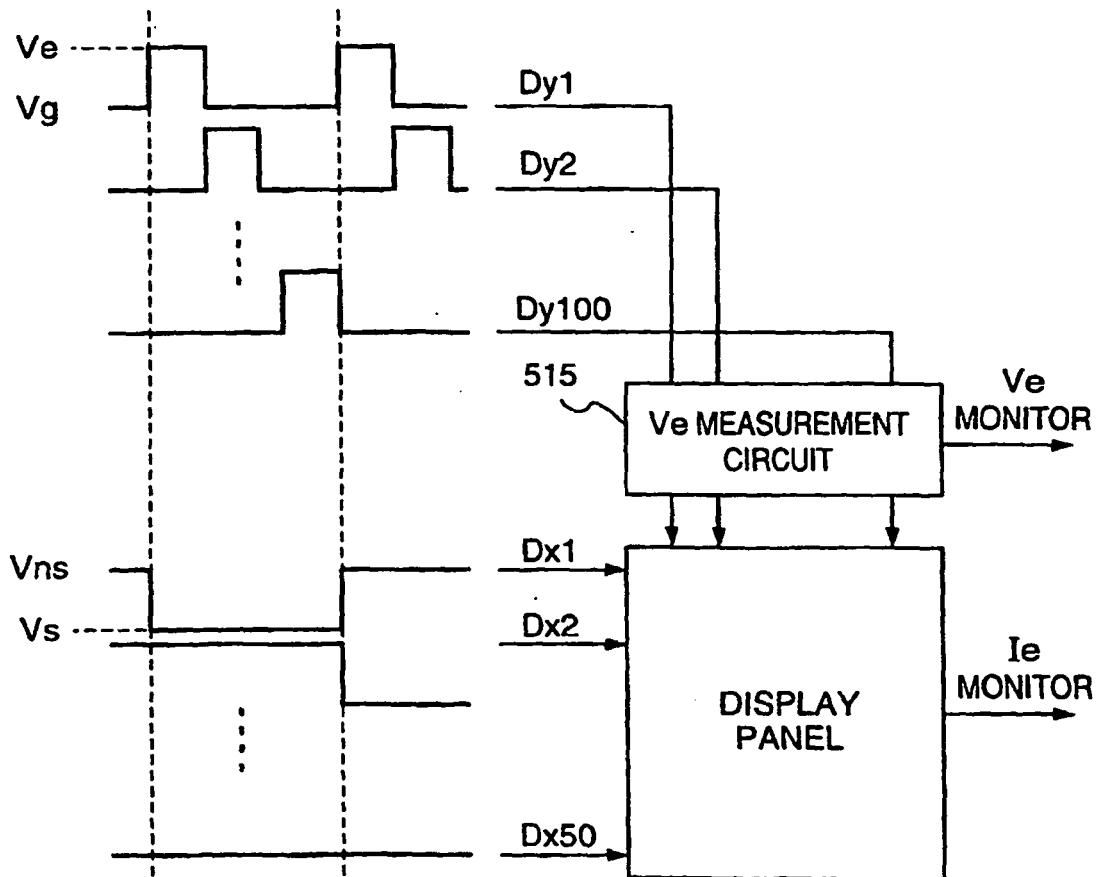 Ve
Vg
Dy1
Dy2
Dy100
515
Ve MEASUREMENT
CIRCUIT
Ve
MONITOR
Vns
Vs
Dx1
Dx2
DISPLAY
PANEL
Ie
MONITOR
Dx50